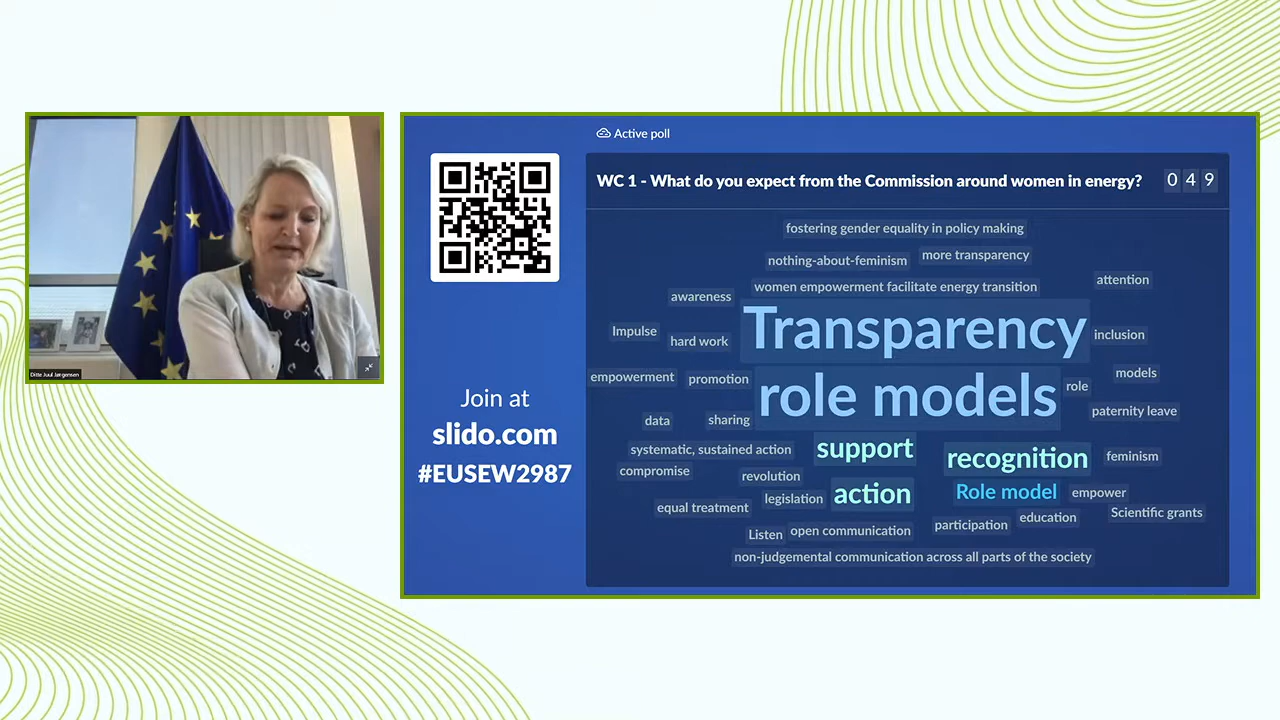 Ditte Juul Jørgensen
Join at
slido.com
#EUSEW2987
Active poll
WC 1 - What do you expect from the Commission around women in energy?
0 4 9
fostering gender equality in policy making
nothing-about-feminism
more transparency
women empowerment facilitate energy transition
attention
awareness
Transparency
Impulse
hard work
inclusion
empowerment
promotion
role models
role
models
data
sharing
paternity leave
systematic, sustained action
support
recognition
feminism
compromise
revolution
legislation
action
Role model
empower
equal treatment
Scientific grants
Listen
open communication
participation
education
non-judgemental communication across all parts of the society